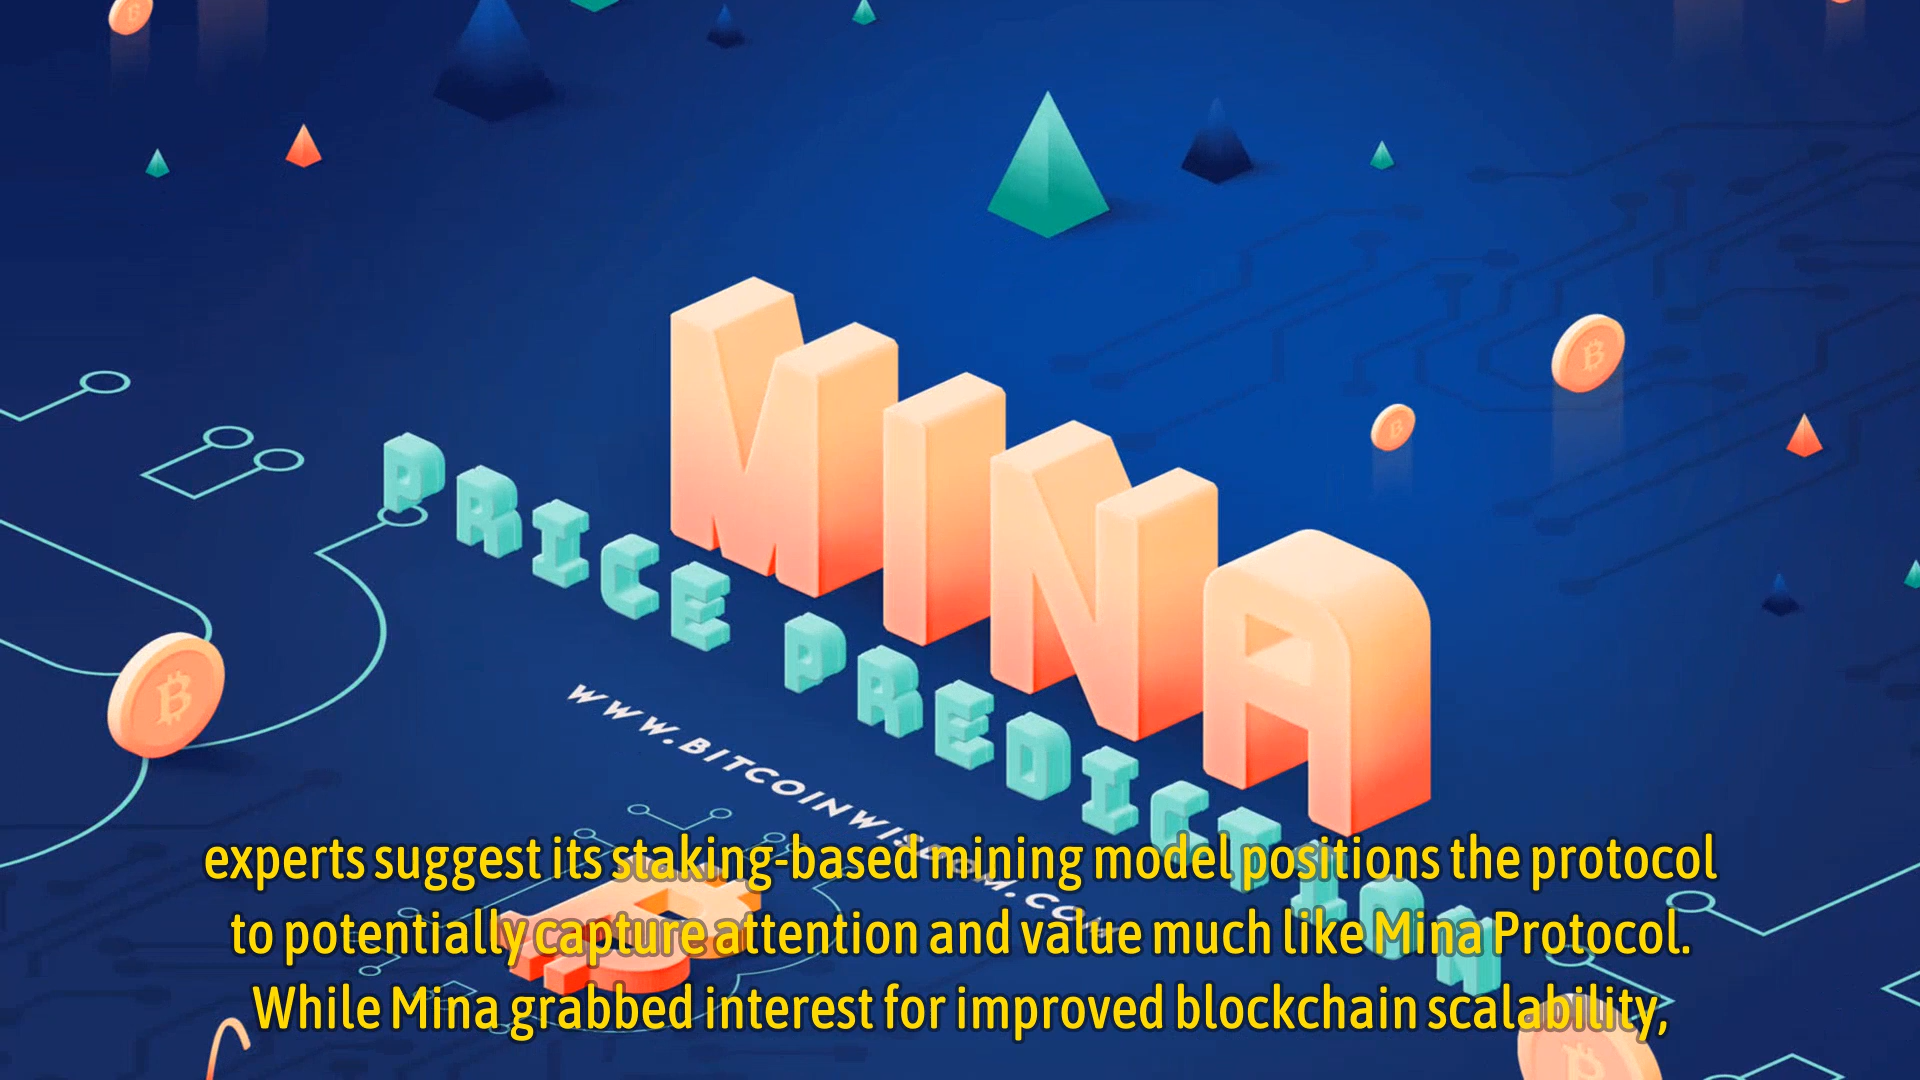 MINA
PRICE PREDICTION
WWW.BITCOINWISDOM.COM
experts suggest its staking-based mining model positions the protocol
to potentially capture attention and value much like Mina Protocol.
While Mina grabbed interest for improved blockchain scalability,